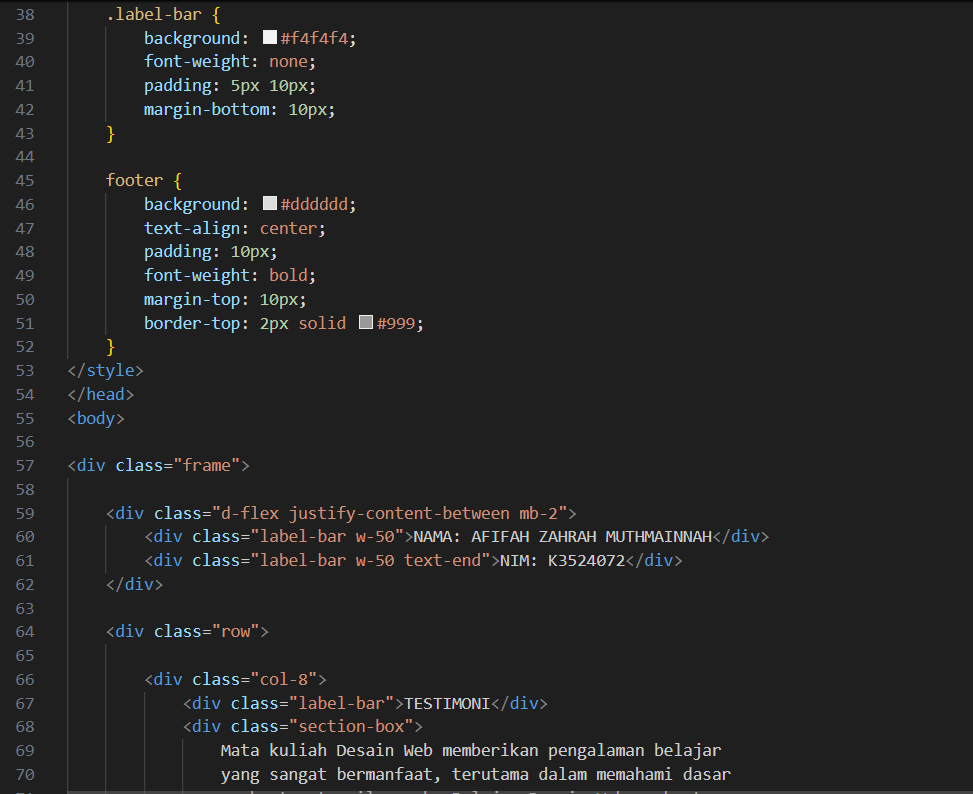 38 .label-bar {
39 background: #f4f4f4;
40 font-weight: none;
41 padding: 5px 10px;
42 margin-bottom: 10px;
43 }
44
45 footer {
46 background: #dddddd;
47 text-align: center;
48 padding: 10px;
49 font-weight: bold;
50 margin-top: 10px;
51 border-top: 2px solid #999;
52 }
53 </style>
54 </head>
55 <body>
56
57 <div class="frame">
58
59 <div class="d-flex justify-content-between mb-2">
60 <div class="label-bar w-50">NAMA: AFIFAH ZAHRAH MUTHMAINNAH</div>
61 <div class="label-bar w-50 text-end">NIM: K3524072</div>
62 </div>
63
64 <div class="row">
65
66 <div class="col-8">
67 <div class="label-bar">TESTIMONI</div>
68 <div class="section-box">
69 Mata kuliah Desain Web memberikan pengalaman belajar
70 yang sangat bermanfaat, terutama dalam memahami dasar